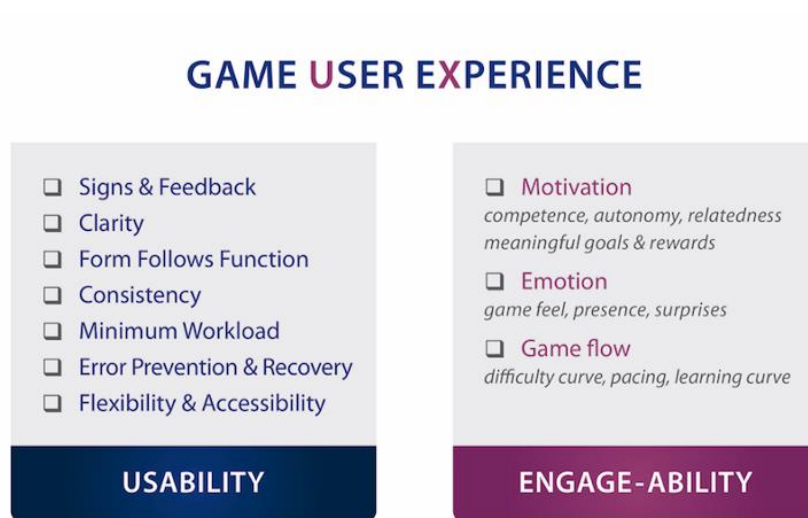 GAME USER EXPERIENCE
Signs & Feedback
Clarity
Form Follows Function
Consistency
Minimum Workload
Error Prevention & Recovery
Flexibility & Accessibility
USABILITY
Motivation
competence, autonomy, relatedness
meaningful goals & rewards
Emotion
game feel, presence, surprises
Game flow
difficulty curve, pacing, learning curve
ENGAGE-ABILITY